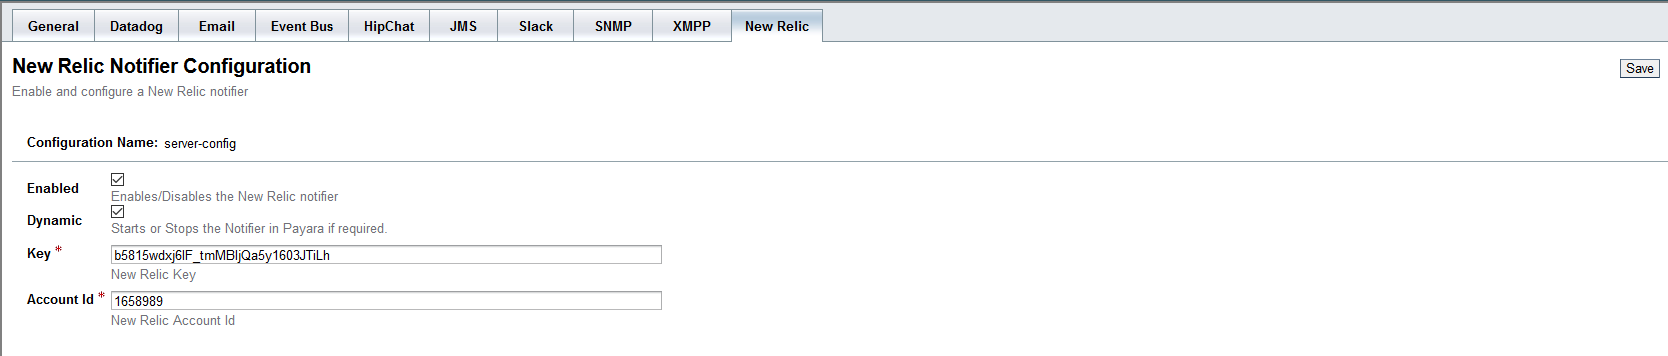 General Datadog Email Event Bus HipChat JMS Slack SNMP XMPP New Relic
New Relic Notifier Configuration
Save
Enable and configure a New Relic notifier
Configuration Name: server-config
Enabled
Enables/Disables the New Relic notifier
Dynamic
Starts or Stops the Notifier in Payara if required.
Key * b5815wdxj6lF_tmMBljQa5y1603JTiLh
New Relic Key
Account Id * 1658989
New Relic Account Id